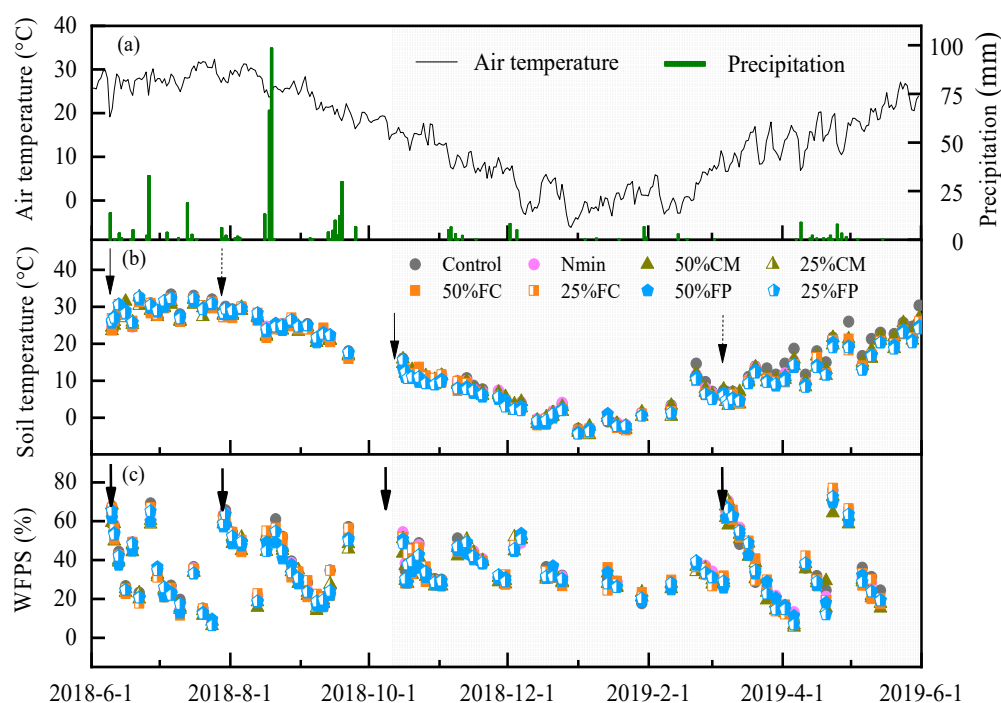 (a)
Air temperature
Precipitation
Air temperature (°C)
40
30
20
10
0
Precipitation (mm)
100
75
50
25
0
(b)
Control
Nmin
50%CM
25%CM
50%FC
25%FC
50%FP
25%FP
Soil temperature (°C)
40
30
20
10
0
(c)
WFPS (%)
80
60
40
20
0
2018-6-1 2018-8-1 2018-10-1 2018-12-1 2019-2-1 2019-4-1 2019-6-1